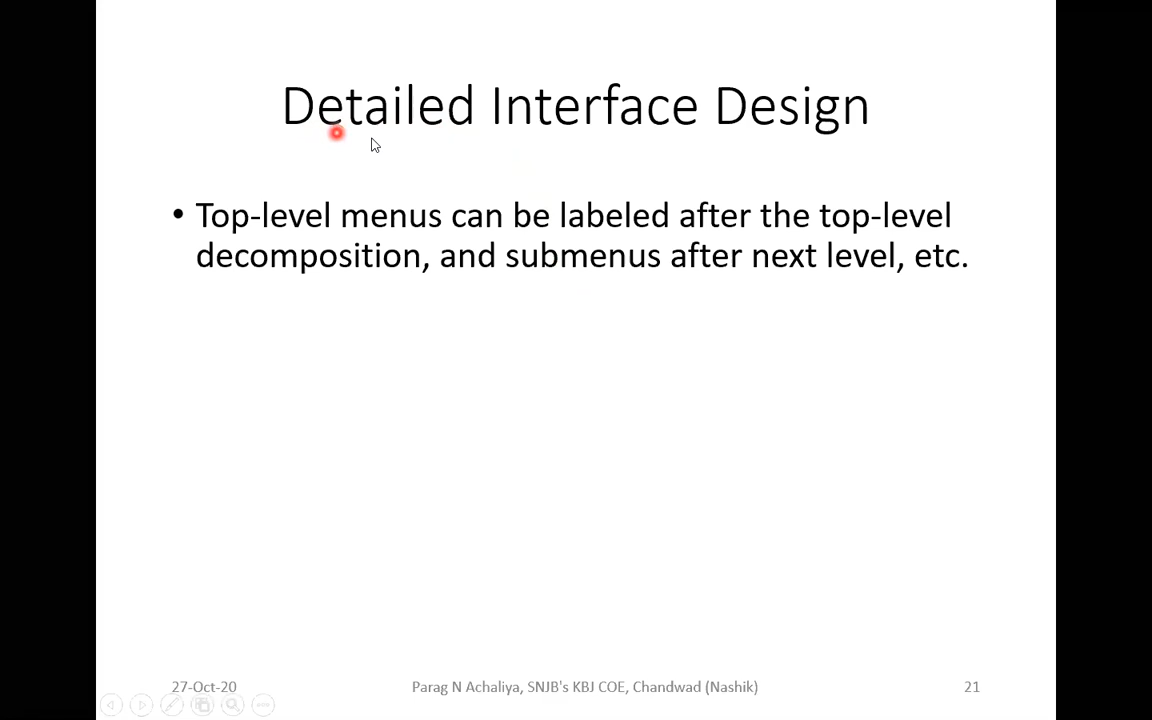 Detailed Interface Design
• Top-level menus can be labeled after the top-level
decomposition, and submenus after next level, etc.
27-Oct-20
Parag N Achaliya, SNJB's KBJ COE, Chandwad (Nashik)
21